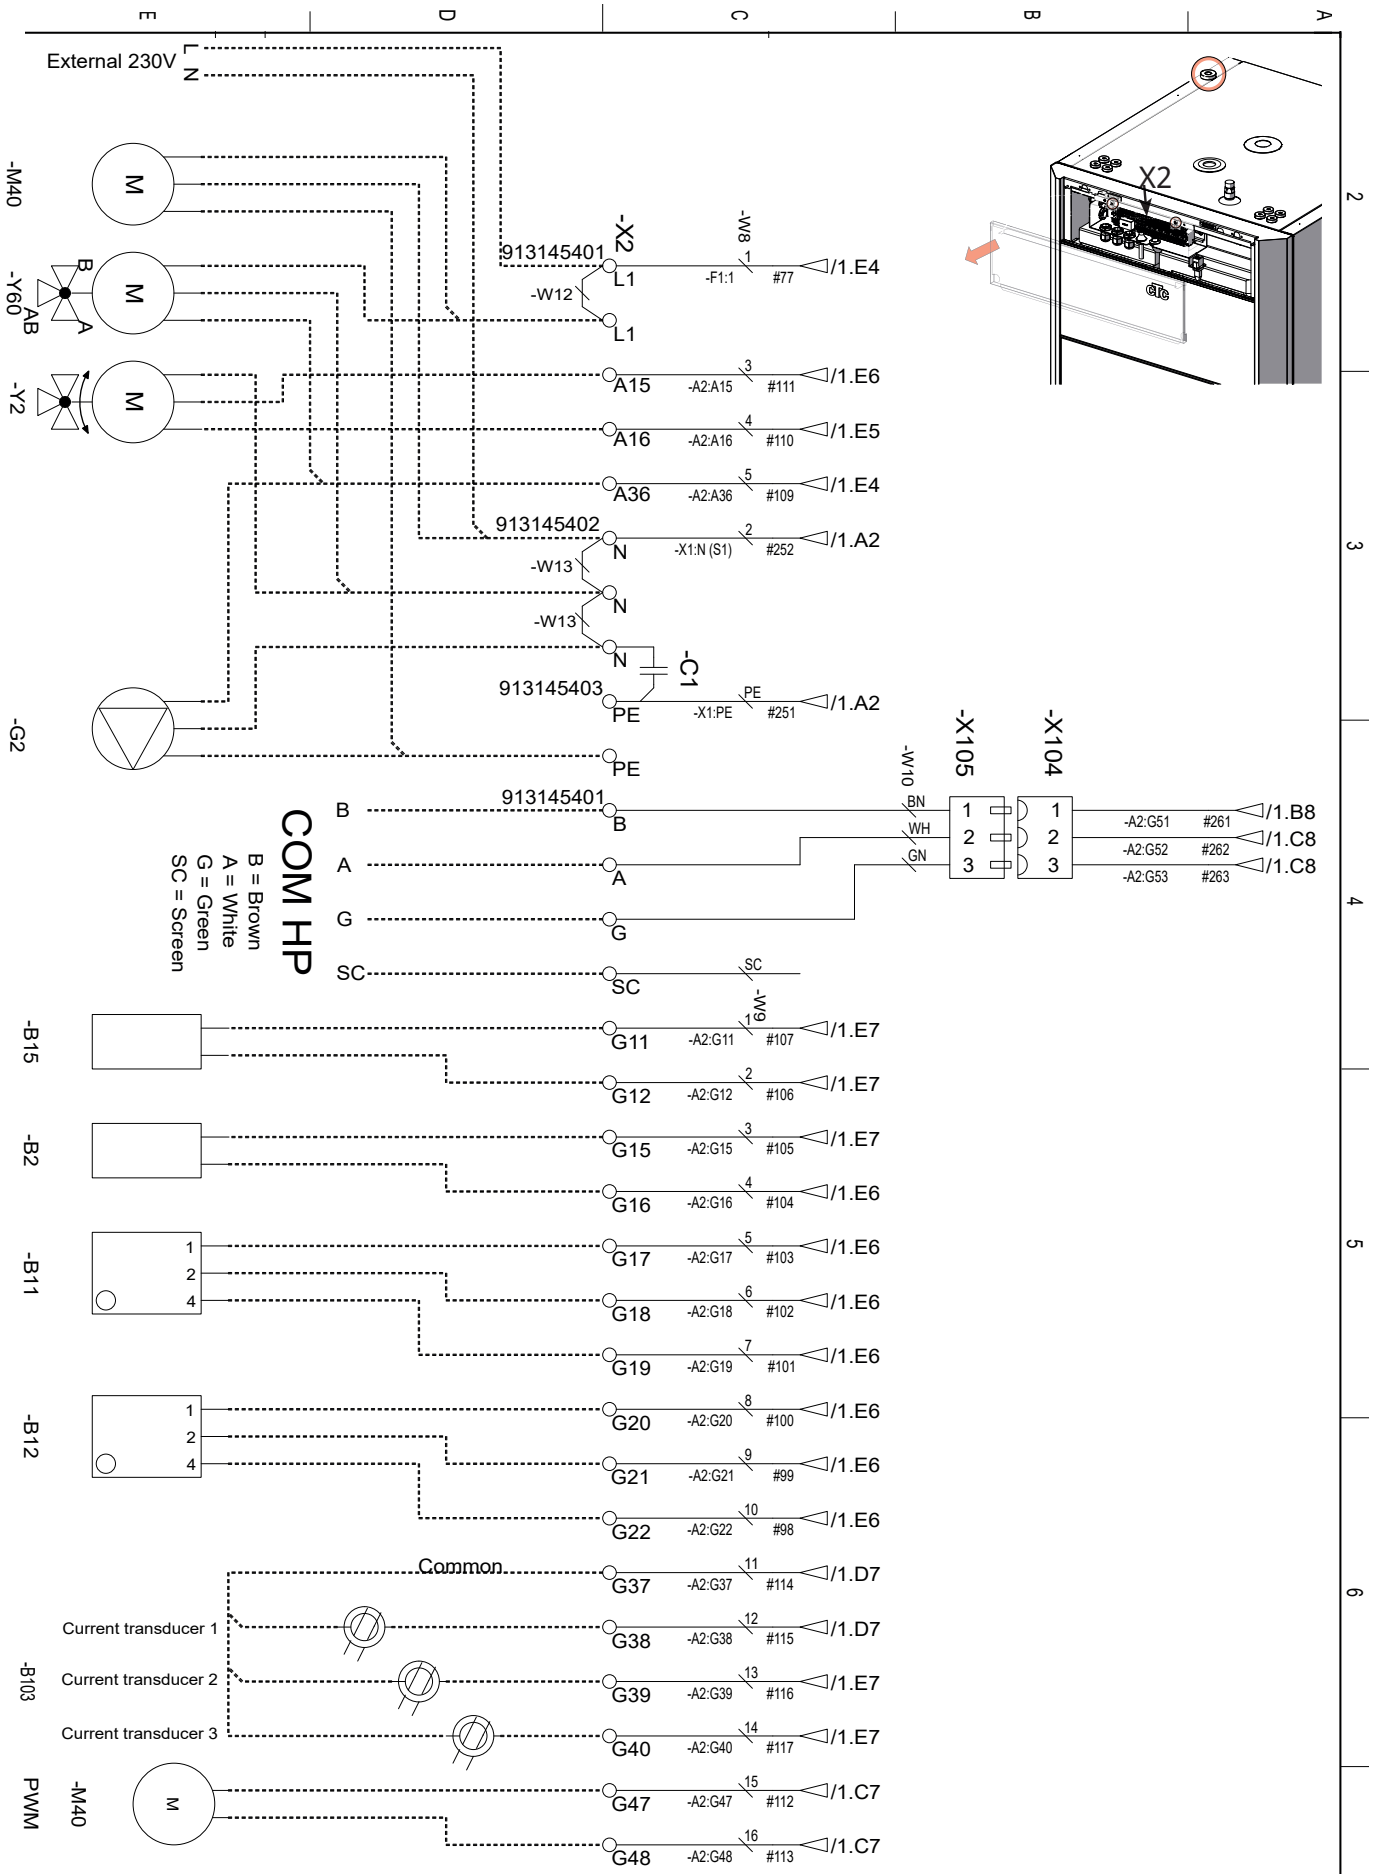 E D C B A
External 230V
L
N
2
X2
CTC
-M40
M
-X2
-W8
913145401
L1
1
-F1:1
#77
/1.E4
-Y60
B
AB
A
M
-W12
L1
-Y2
M
A15
3
-A2:A15
#111
/1.E6
A16
4
-A2:A16
#110
/1.E5
A36
5
-A2:A36
#109
/1.E4
3
913145402
N
2
-X1:N (S1)
#252
/1.A2
-W13
N
-W13
N
-C1
913145403
PE
PE
-X1:PE
#251
/1.A2
-G2
PE
-X105
-X104
-W10
B
913145401
B
BN
1
1
-A2:G51
#261
/1.B8
WH
2
2
-A2:G52
#262
/1.C8
GN
3
3
-A2:G53
#263
/1.C8
A
A
4
G
G
SC
SC
SC
COM HP
B = Brown
A = White
G = Green
SC = Screen
-W9
-B15
G11
1
-A2:G11
#107
/1.E7
G12
2
-A2:G12
#106
/1.E7
-B2
G15
3
-A2:G15
#105
/1.E7
G16
4
-A2:G16
#104
/1.E6
5
-B11
1
2
4
G17
5
-A2:G17
#103
/1.E6
G18
6
-A2:G18
#102
/1.E6
G19
7
-A2:G19
#101
/1.E6
-B12
1
2
4
G20
8
-A2:G20
#100
/1.E6
G21
9
-A2:G21
#99
/1.E6
G22
10
-A2:G22
#98
/1.E6
6
Common
G37
11
-A2:G37
#114
/1.D7
Current transducer 1
G38
12
-A2:G38
#115
/1.D7
-B103
Current transducer 2
G39
13
-A2:G39
#116
/1.E7
Current transducer 3
G40
14
-A2:G40
#117
/1.E7
PWM
-M40
M
G47
15
-A2:G47
#112
/1.C7
G48
16
-A2:G48
#113
/1.C7